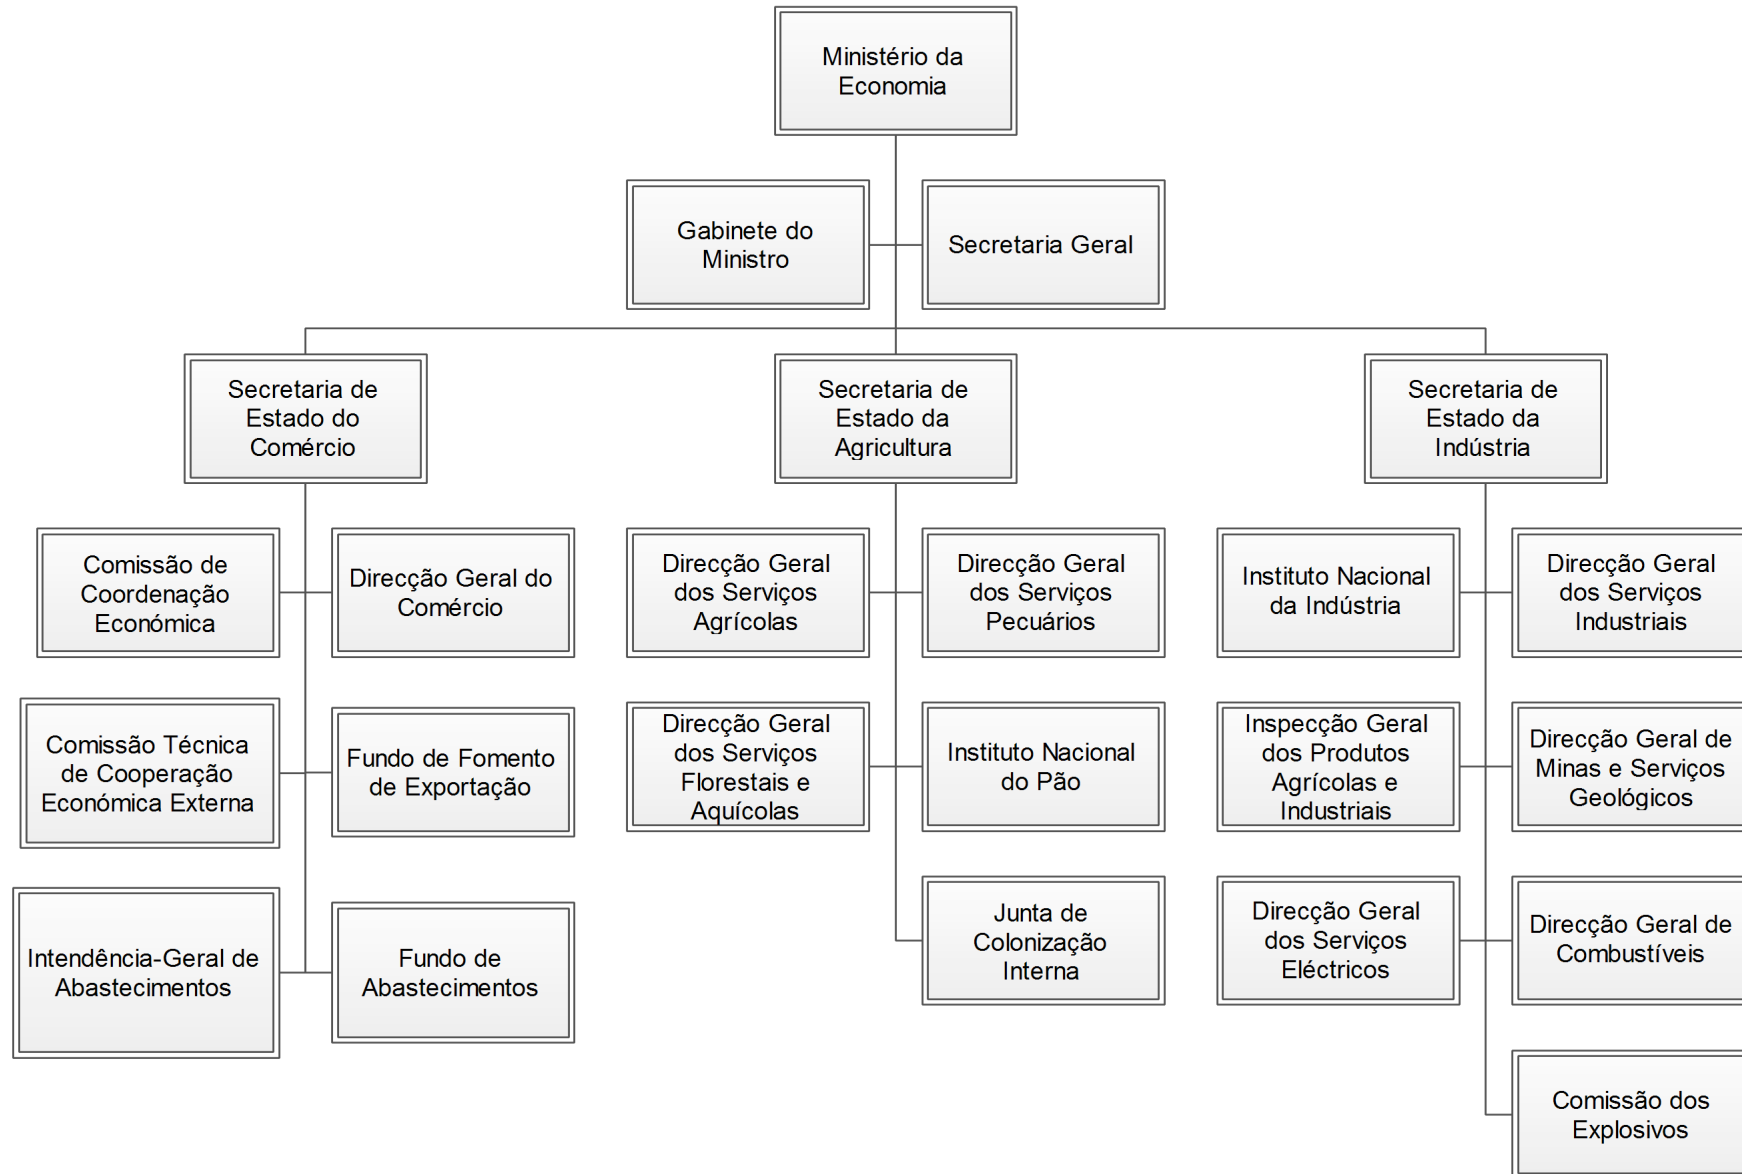 Ministério da
Economia
Gabinete do
Ministro
Secretaria Geral
Secretaria de
Estado do
Comércio
Secretaria de
Estado da
Agricultura
Secretaria de
Estado da
Indústria
Comissão de
Coordenação
Económica
Direcção Geral do
Comércio
Direcção Geral
dos Serviços
Agrícolas
Direcção Geral
dos Serviços
Pecuários
Instituto Nacional
da Indústria
Direcção Geral
dos Serviços
Industriais
Comissão Técnica
de Cooperação
Económica Externa
Fundo de Fomento
de Exportação
Direcção Geral
dos Serviços
Florestais e
Aquícolas
Instituto Nacional
do Pão
Inspecção Geral
dos Produtos
Agrícolas e
Industriais
Direcção Geral de
Minas e Serviços
Geológicos
Intendência-Geral de
Abastecimentos
Fundo de
Abastecimentos
Junta de
Colonização
Interna
Direcção Geral
dos Serviços
Eléctricos
Direcção Geral de
Combustíveis
Comissão dos
Explosivos